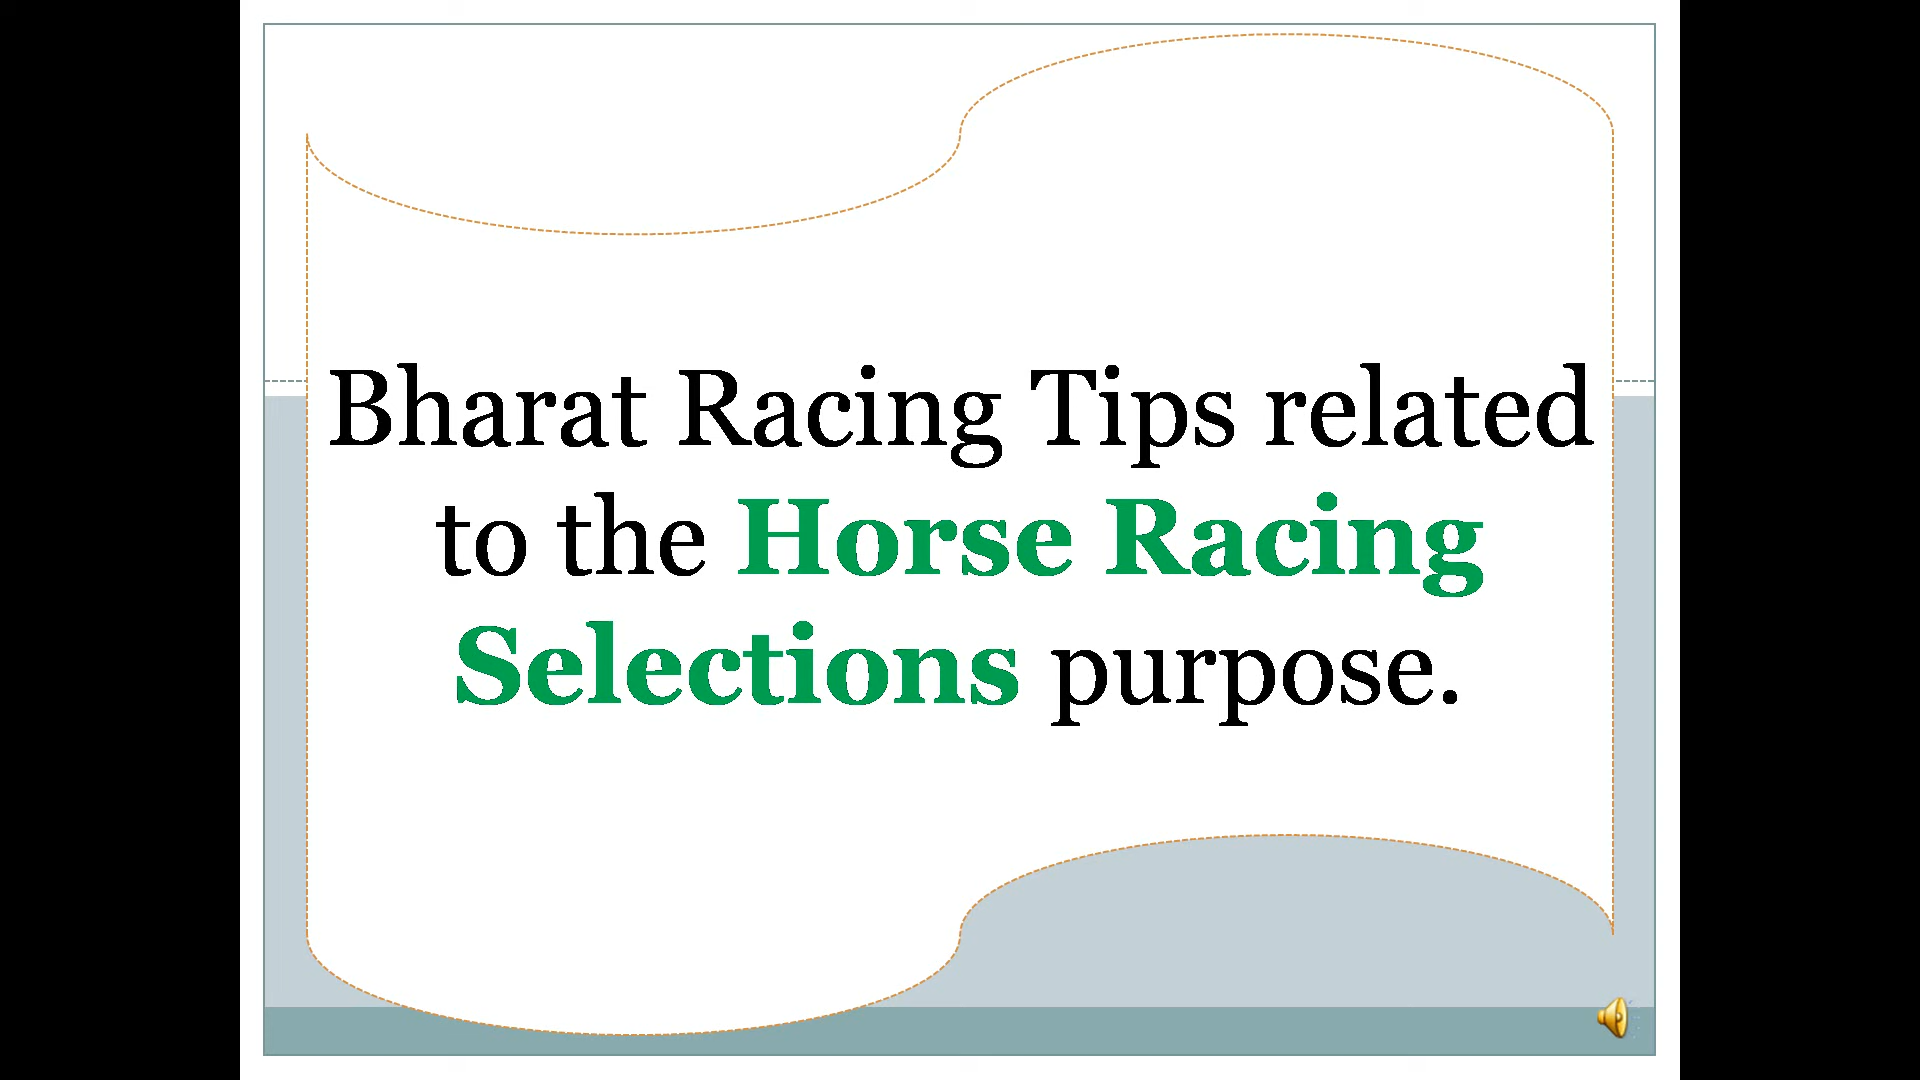 Bharat Racing Tips related
to the Horse Racing
Selections purpose.